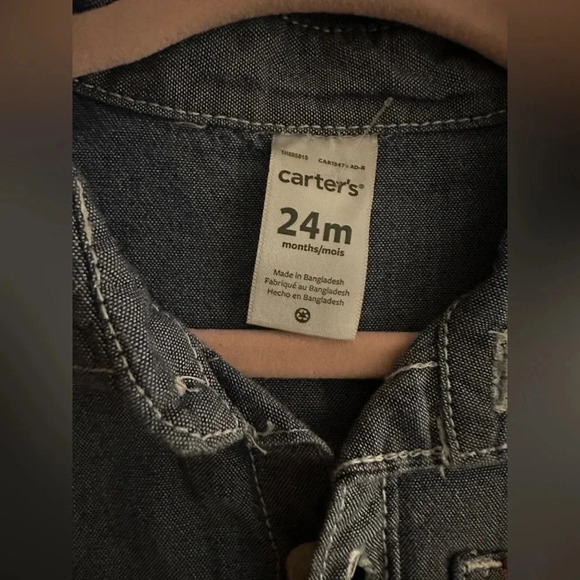 carter's®
24m
months/mois
Made in Bangladesh
Fabriqué au Bangladesh
Hecho en Bangladesh